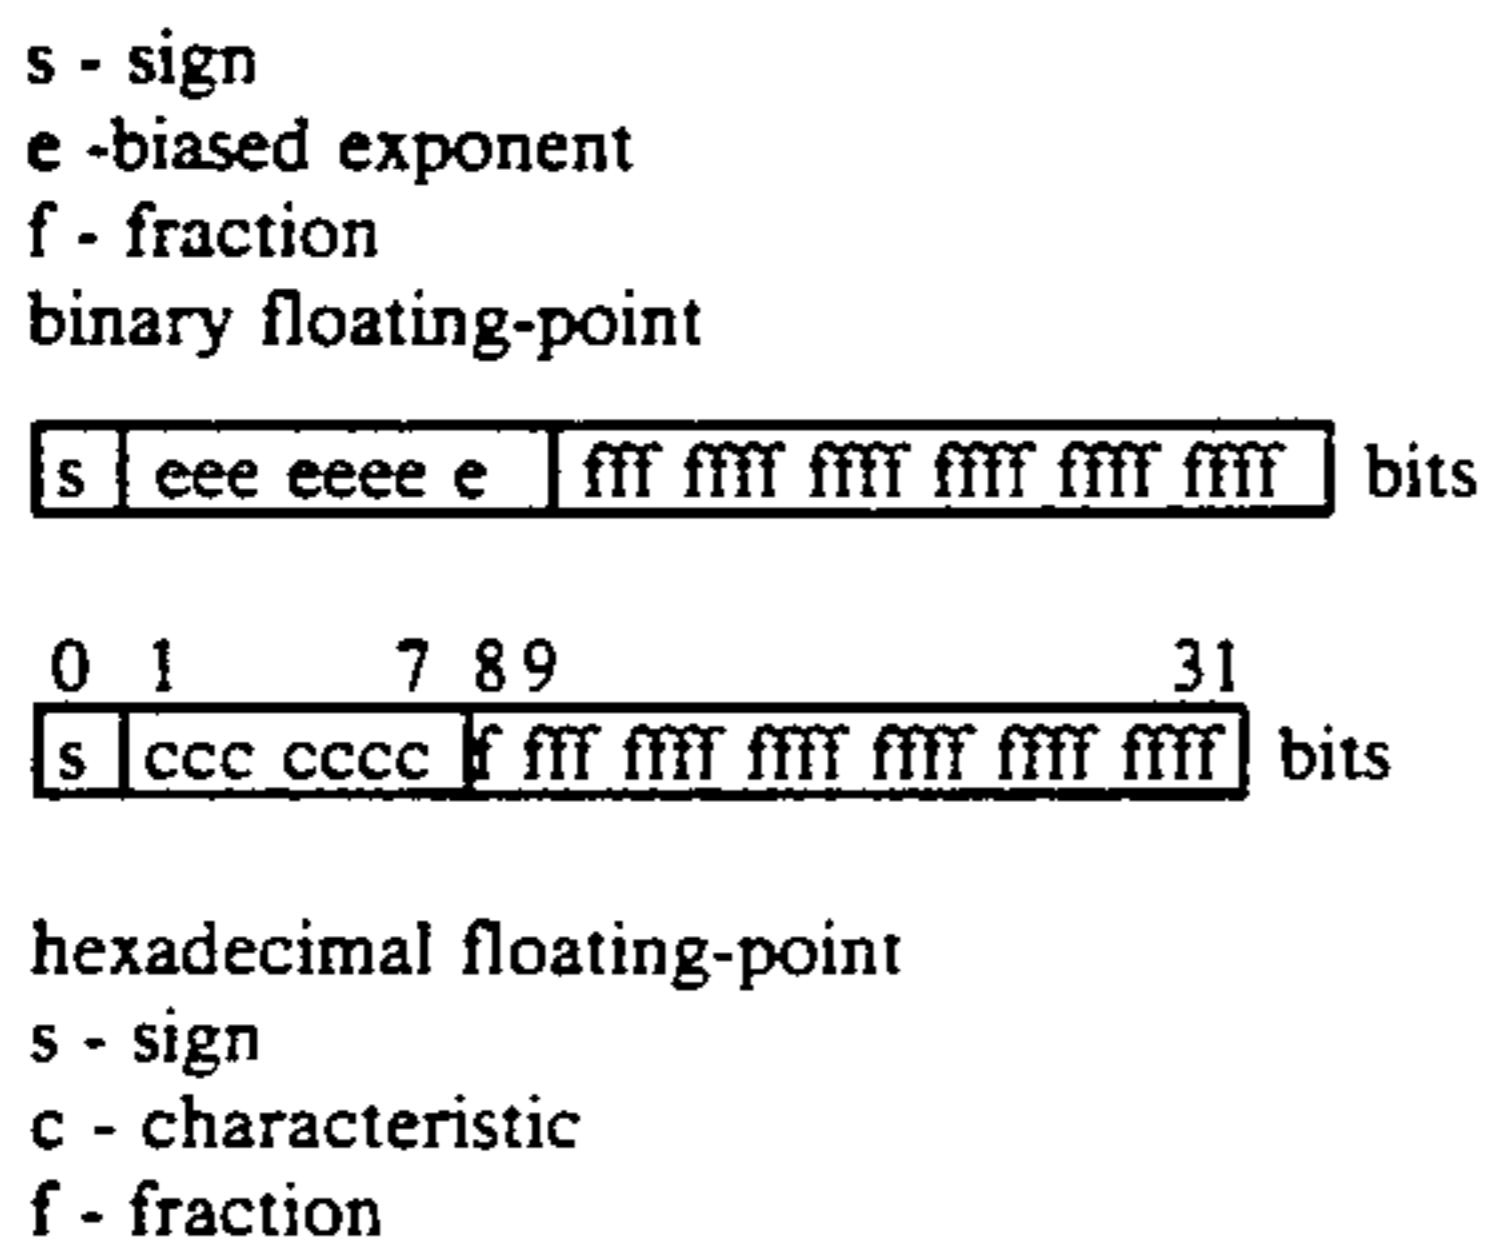 s - sign
e -biased exponent
f - fraction
binary floating-point
s eee eeee e fff ffff ffff ffff ffff ffff bits
0 1 7 8 9 31
s ccc cccc f fff ffff ffff ffff ffff ffff bits
hexadecimal floating-point
s - sign
c - characteristic
f - fraction